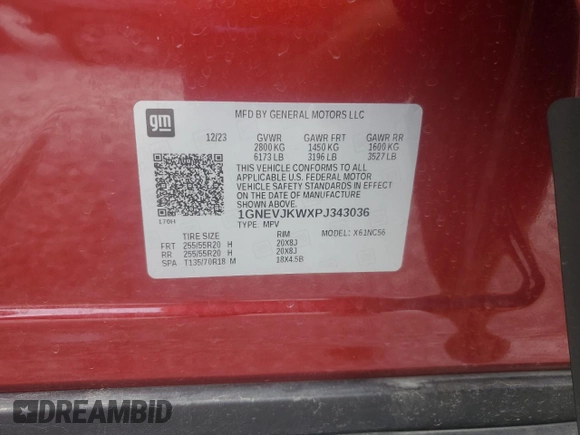 MFD BY GENERAL MOTORS LLC
gm
12/23 GVWR GAWR FRT GAWR RR
2800 KG 1450 KG 1600 KG
6173 LB 3196 LB 3527 LB
THIS VEHICLE CONFORMS TO ALL
APPLICABLE U.S. FEDERAL MOTOR
VEHICLE SAFETY STANDARDS IN EFFECT
ON THE DATE OF MANUFACTURE SHOWN ABOVE.
1GNEVJKWXPJ343036
TYPE: MPV
TIRE SIZE RIM MODEL: X61NC56
FRT 255/55R20 H 20X8J
RR 255/55R20 H 20X8J
SPA T135/70R18 M 18X4.5B
DREAMBID